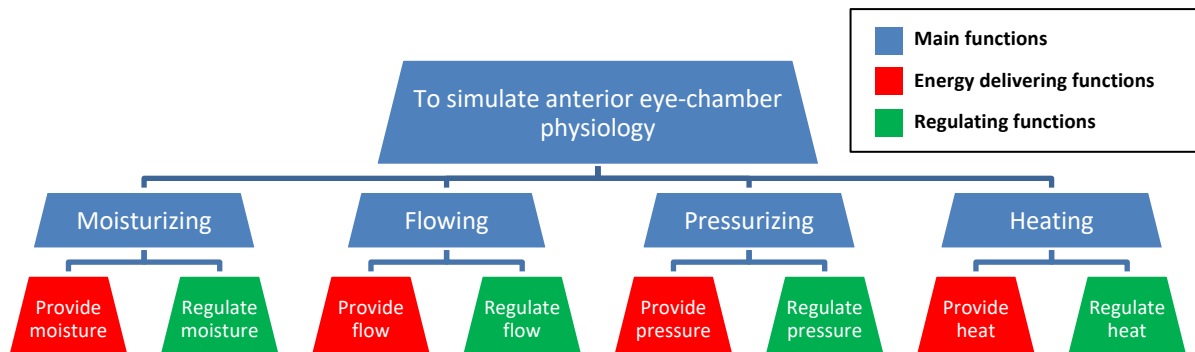 Main functions
Energy delivering functions
Regulating functions
To simulate anterior eye-chamber
physiology
Moisturizing
Flowing
Pressurizing
Heating
Provide
moisture
Regulate
moisture
Provide
flow
Regulate
flow
Provide
pressure
Regulate
pressure
Provide
heat
Regulate
heat